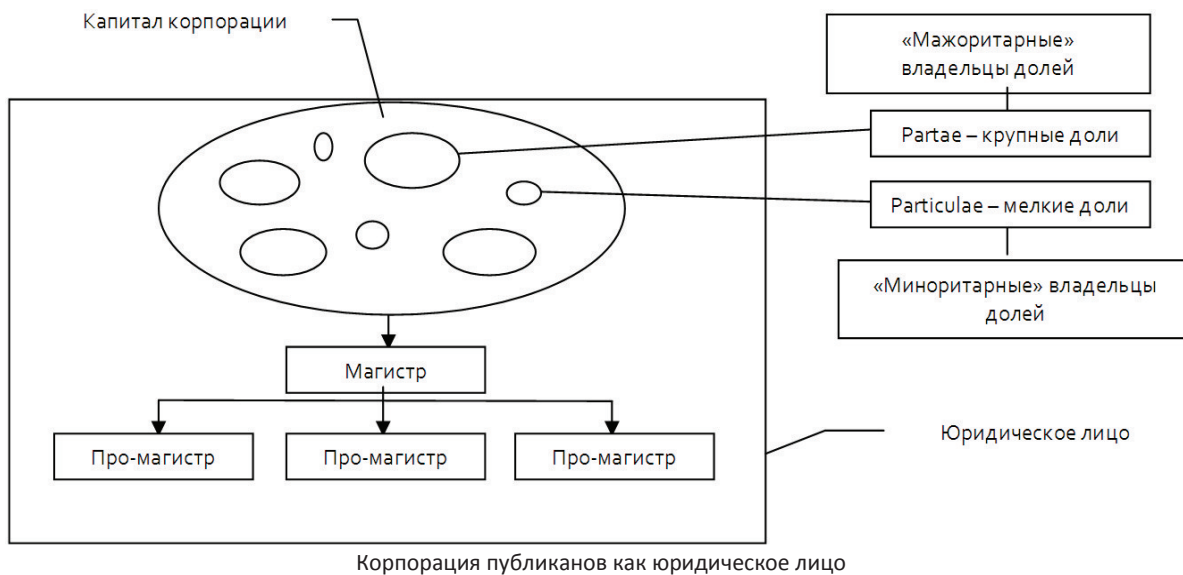 Капитал корпорации
«Мажоритарные»
владельцы долей
Partae – крупные доли
Particulae – мелкие доли
«Миноритарные» владельцы
долей
Магистр
Про-магистр
Про-магистр
Про-магистр
Юридическое лицо
Корпорация публиканов как юридическое лицо